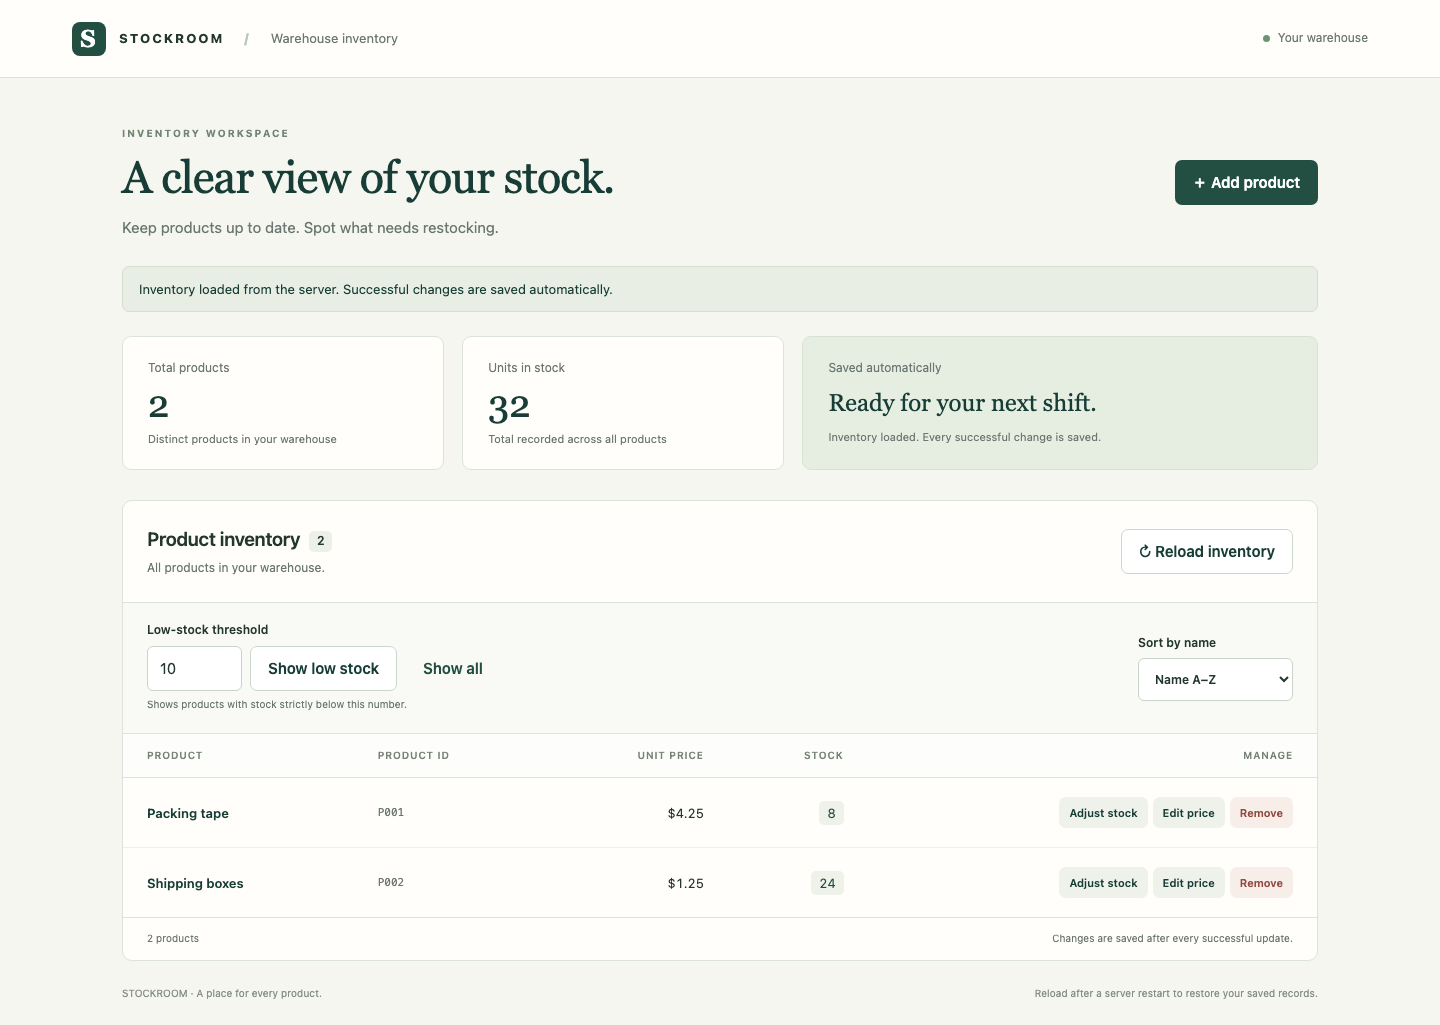 S STOCKROOM / Warehouse inventory
Your warehouse
INVENTORY WORKSPACE
A clear view of your stock.
+ Add product
Keep products up to date. Spot what needs restocking.
Inventory loaded from the server. Successful changes are saved automatically.
Total products
2
Distinct products in your warehouse
Units in stock
32
Total recorded across all products
Saved automatically
Ready for your next shift.
Inventory loaded. Every successful change is saved.
Product inventory 2
All products in your warehouse.
↻ Reload inventory
Low-stock threshold
10 Show low stock Show all
Shows products with stock strictly below this number.
Sort by name
Name A–Z
PRODUCT PRODUCT ID UNIT PRICE STOCK MANAGE
Packing tape P001 $4.25 8 Adjust stock Edit price Remove
Shipping boxes P002 $1.25 24 Adjust stock Edit price Remove
2 products Changes are saved after every successful update.
STOCKROOM · A place for every product. Reload after a server restart to restore your saved records.